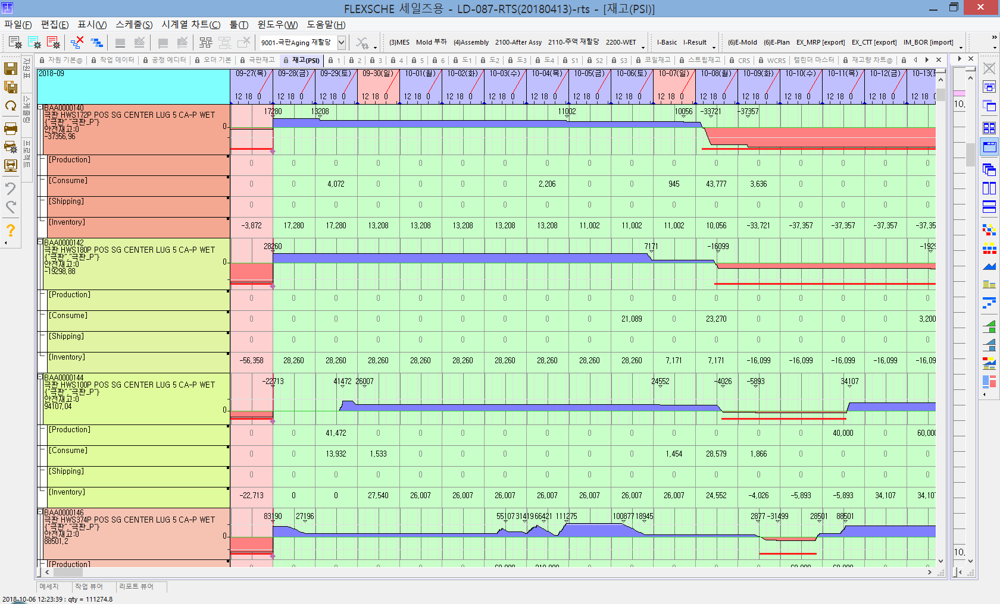 FLEXSCHE 세일즈용 - LD-087-RTS(20180413)-rts - [재고(PSI)]
파일(F) 편집(E) 표시(V) 스케줄(S) 시계열 차트(C) 툴(T) 윈도우(W) 도움말(H)
9001-극판Aging 재할당 (3)MES Mold 부하 (4)Assembly 2100-After Assy 2110-주액 재할당 2200-WET I-Basic I-Result (6)E-Mold (6)E-Plan EX_MRP [export] EX_CTT [export] IM_BOR [import]
자원 기본@ 작업 데이터 공정 에디터 오더 기본 극판재고 재고(PSI) 1 2 3 4 5 6 도1 도2 도3 도4 S1 S2 S3 코일재고 스트립재고 CRS WCRS 캘린더 마스터 재고량 차트@
자원표
스케줄링
프로젝트
2018-09 09-27(목) 09-28(금) 09-29(토) 09-30(일) 10-01(월) 10-02(화) 10-03(수) 10-04(목) 10-05(금) 10-06(토) 10-07(일) 10-08(월) 10-09(화) 10-10(수) 10-11(목) 10-12(금) 10-13(토
12 18 0 12 18 0 12 18 0 12 18 0 12 18 0 12 18 0 12 18 0 12 18 0 12 18 0 12 18 0 12 18 0 12 18 0 12 18 0 12 18 0 12 18 0 12 18 0 12 18 0
10,
BAA0000140 17280 13208 11002 10056 -33721 -37357
극판 HWS172P POS SG CENTER LUG 5 CA-P WET
{"극판","극판_P"}
안전재고:0 0
-37356,96
[Production] 0 0 0 0 0 0 0 0 0 0 0 0 0 0 0 0 0
[Consume] 0 0 4,072 0 0 0 0 2,206 0 0 945 43,777 3,636 0 0 0 0
[Shipping] 0 0 0 0 0 0 0 0 0 0 0 0 0 0 0 0 0
[Inventory] -3,872 17,280 17,280 13,208 13,208 13,208 13,208 13,208 11,002 11,002 11,002 10,056 -33,721 -37,357 -37,357 -37,357 -37,35
BAA0000142 28260 7171 -16099 -1929
극판 HWS180P POS SG CENTER LUG 5 CA-P WET
{"극판","극판_P"}
안전재고:0 0
-19298,88
[Production] 0 0 0 0 0 0 0 0 0 0 0 0 0 0 0 0 0
[Consume] 0 0 0 0 0 0 0 0 0 21,089 0 23,270 0 0 0 0 3,200
[Shipping] 0 0 0 0 0 0 0 0 0 0 0 0 0 0 0 0 0
[Inventory] -56,358 28,260 28,260 28,260 28,260 28,260 28,260 28,260 28,260 28,260 7,171 7,171 -16,099 -16,099 -16,099 -16,099 -16,09
BAA0000144 -22713 41472 26007 24552 -4026 -5893 34107
극판 HWS100P POS SG CENTER LUG 5 CA-P WET
{"극판","극판_P"}
안전재고:0
94107,04 0
[Production] 0 0 41,472 0 0 0 0 0 0 0 0 0 0 0 40,000 0 60,000
[Consume] 0 0 13,932 1,533 0 0 0 0 0 0 1,454 28,579 1,866 0 0 0 0
[Shipping] 0 0 0 0 0 0 0 0 0 0 0 0 0 0 0 0 0
[Inventory] -22,713 0 0 27,540 26,007 26,007 26,007 26,007 26,007 26,007 26,007 24,552 -4,026 -5,893 -5,893 34,107 34,107
BAA0000146 83190 27196 55107 31419 66421 111275 100877 18945 2877 -31499 28501 88501
극판 HWS374P POS SG CENTER LUG 5 CA-P WET
{"극판","극판_P"}
안전재고:0 0
88501,2
10,
[Production]
메세지 작업 뷰어 리포트 뷰어
2018-10-06 12:23:39 : qty = 111274.8